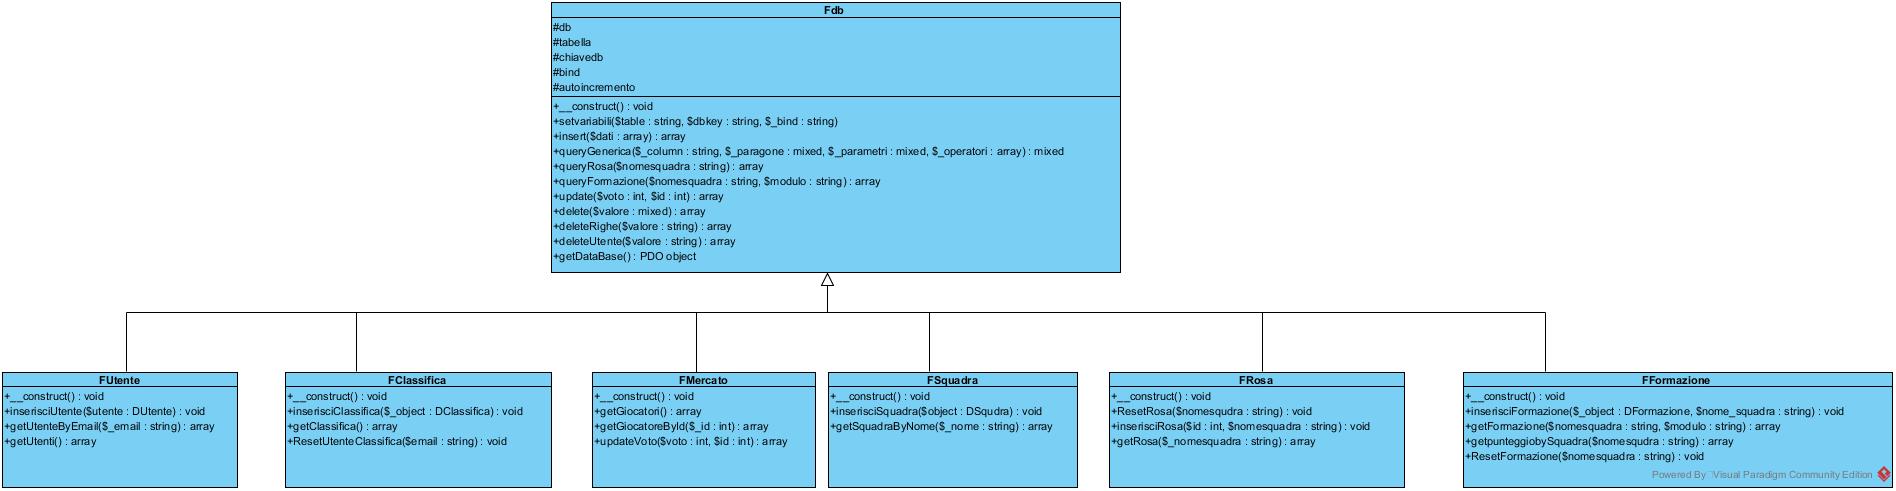 Fdb
#db
#tabella
#chiavedb
#bind
#autoincremento
+__construct() : void
+setvariabili($table : string, $dbkey : string, $_bind : string)
+insert($dati : array) : array
+queryGenerica($_column : string, $_paragone : mixed, $_parametri : mixed, $_operatori : array) : mixed
+queryRosa($nomesquadra : string) : array
+queryFormazione($nomesquadra : string, $modulo : string) : array
+update($voto : int, $id : int) : array
+delete($valore : mixed) : array
+deleteRighe($valore : string) : array
+deleteUtente($valore : string) : array
+getDataBase() : PDO object
FUtente
+__construct() : void
+inserisciUtente($utente : DUtente) : void
+getUtenteByEmail($_email : string) : array
+getUtenti() : array
FClassifica
+__construct() : void
+inserisciClassifica($_object : DClassifica) : void
+getClassifica() : array
+ResetUtenteClassifica($email : string) : void
FMercato
+__construct() : void
+getGiocatori() : array
+getGiocatoreById($_id : int) : array
+updateVoto($voto : int, $id : int) : array
FSquadra
+__construct() : void
+inserisciSquadra($object : DSqudra) : void
+getSquadraByNome($_nome : string) : array
FRosa
+__construct() : void
+ResetRosa($nomesqudra : string) : void
+inserisciRosa($id : int, $nomesquadra : string) : void
+getRosa($_nomesquadra : string) : array
FFormazione
+__construct() : void
+inserisciFormazione($_object : DFormazione, $nome_squadra : string) : void
+getFormazione($nomesquadra : string, $modulo : string) : array
+getpunteggiobySquadra($nomesqudra : string) : array
+ResetFormazione($nomesquadra : string) : void
Powered By Visual Paradigm Community Edition